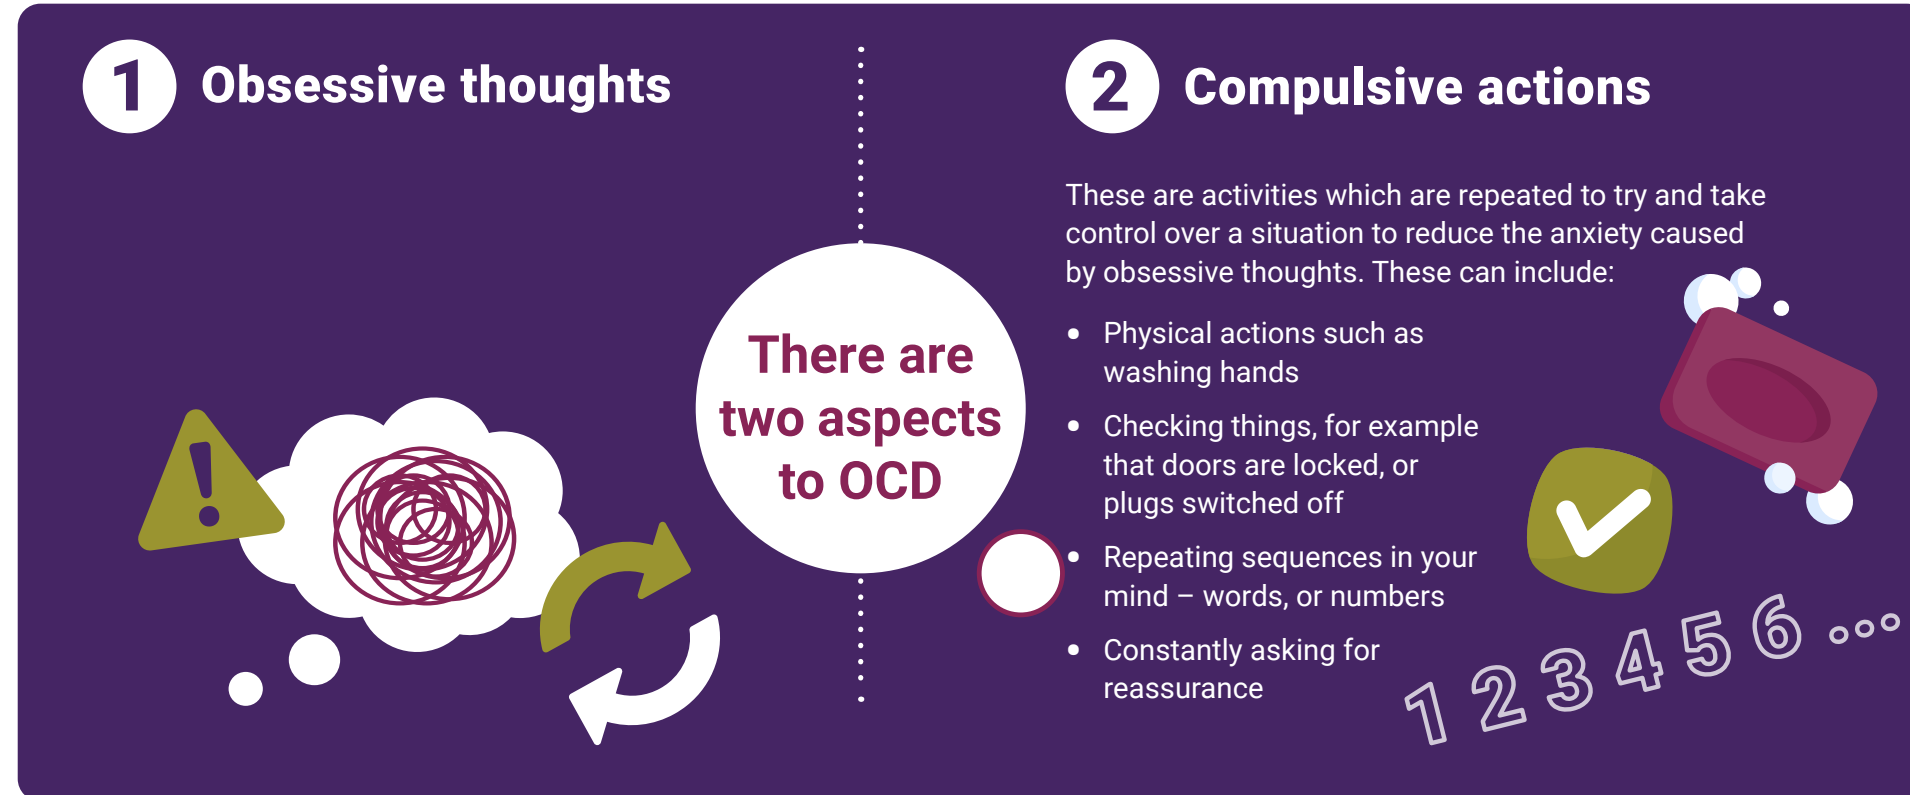 1 Obsessive thoughts
There are
two aspects
to OCD
2 Compulsive actions
These are activities which are repeated to try and take
control over a situation to reduce the anxiety caused
by obsessive thoughts. These can include:
• Physical actions such as
washing hands
• Checking things, for example
that doors are locked, or
plugs switched off
• Repeating sequences in your
mind – words, or numbers
• Constantly asking for
reassurance
!
1 2 3 4 5 6 ...